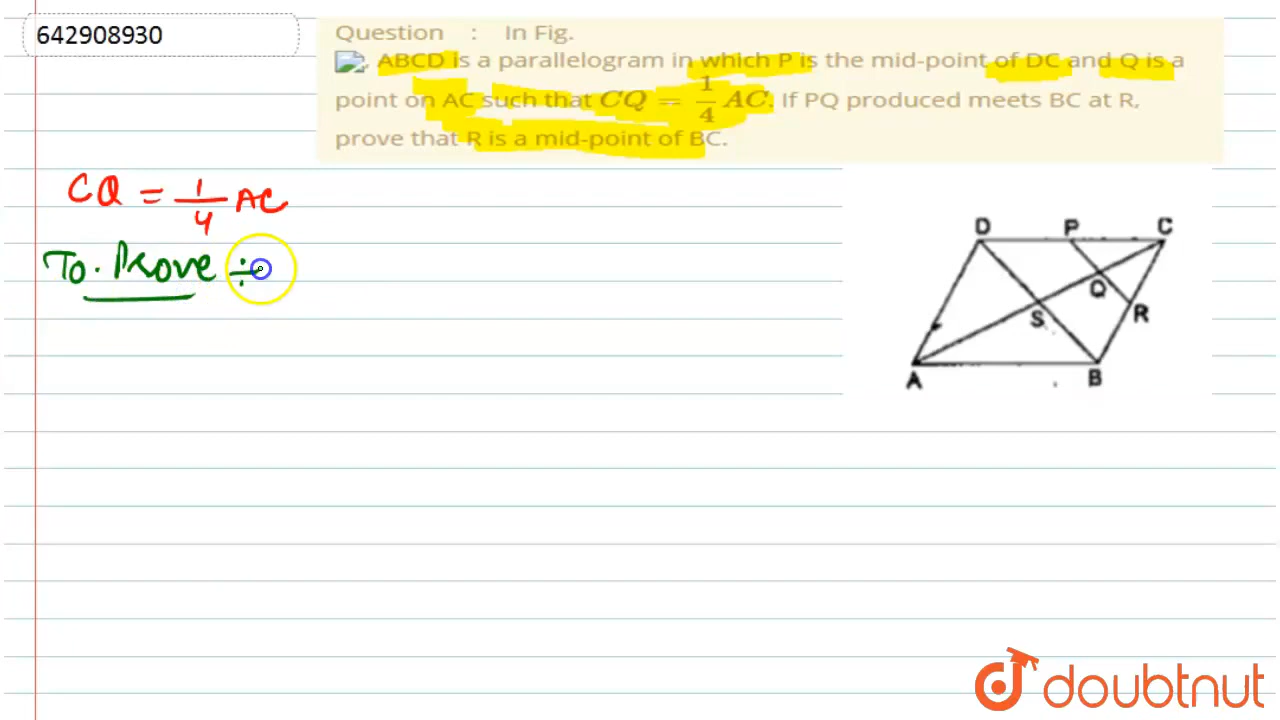 642908930
Question : In Fig.
, ABCD is a parallelogram in which P is the mid-point of DC and Q is a
point on AC such that CQ = 1/4 AC. If PQ produced meets BC at R,
prove that R is a mid-point of BC.
CQ = 1/4 AC
To. Prove ÷
D P C
Q
S R
A B
doubtnut